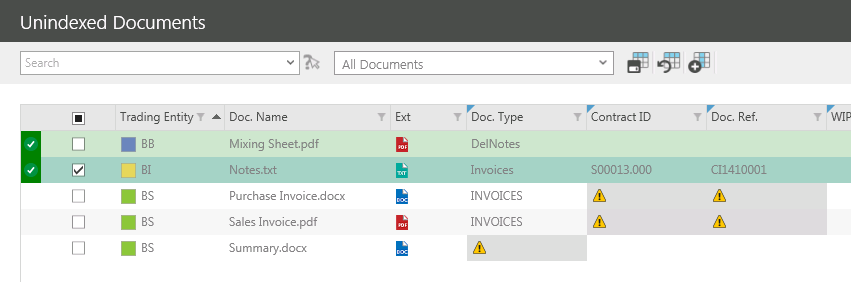 Unindexed Documents
Search All Documents
Trading Entity Doc. Name Ext Doc. Type Contract ID Doc. Ref. WIP
BB Mixing Sheet.pdf PDF DelNotes
BI Notes.txt TXT Invoices S00013.000 CI1410001
BS Purchase Invoice.docx DOC INVOICES
BS Sales Invoice.pdf PDF INVOICES
BS Summary.docx DOC